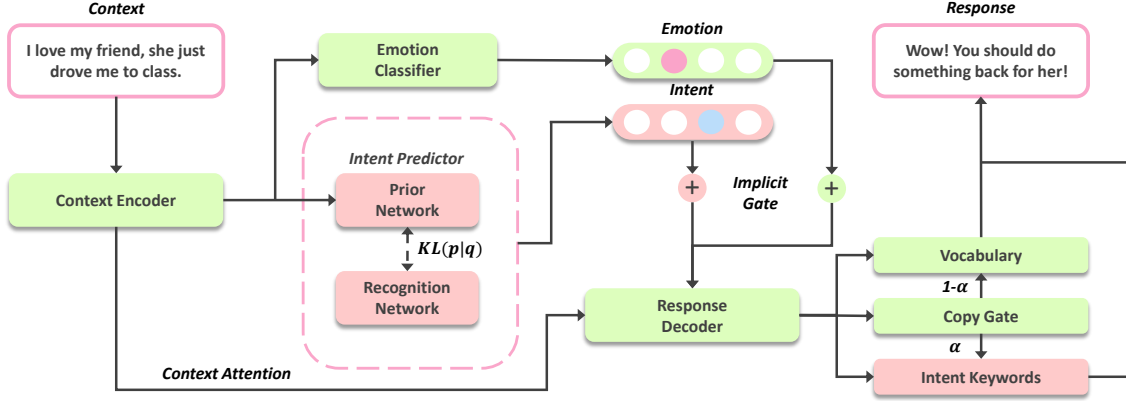 Context
I love my friend, she just
drove me to class.
Emotion
Classifier
Emotion
Intent
Response
Wow! You should do
something back for her!
Intent Predictor
Prior
Network
KL(p|q)
Recognition
Network
Context Encoder
+
Implicit
Gate
+
Response
Decoder
Vocabulary
1-α
Copy Gate
α
Intent Keywords
Context Attention